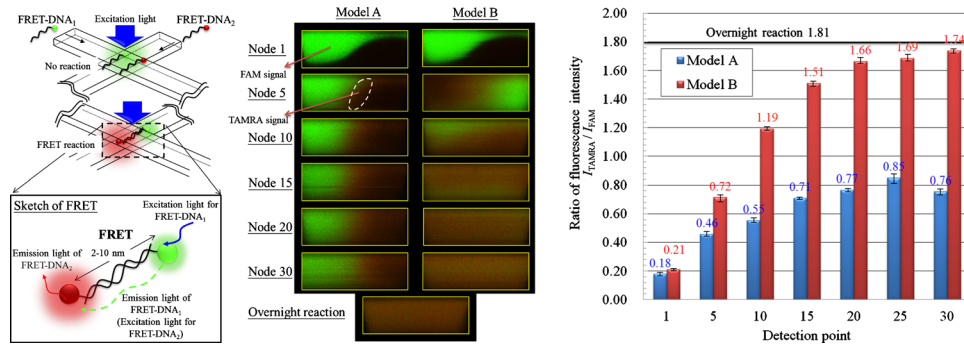 FRET-DNA1
Excitation light
FRET-DNA2
No reaction
FRET reaction
Sketch of FRET
Excitation light for
FRET-DNA1
FRET
2-10 nm
Emission light of
FRET-DNA2
Emission light of
FRET-DNA1
(Excitation light for
FRET-DNA2)
Model A
Model B
Node 1
FAM signal
Node 5
TAMRA signal
Node 10
Node 15
Node 20
Node 30
Overnight reaction
Ratio of fluorescence intensity
ITAMRA / IFAM
2.00
1.80
1.60
1.40
1.20
1.00
0.80
0.60
0.40
0.20
0.00
Overnight reaction 1.81
Model A
Model B
0.18
0.21
0.46
0.72
0.55
1.19
0.71
1.51
0.77
1.66
0.85
1.69
0.76
1.74
1 5 10 15 20 25 30
Detection point